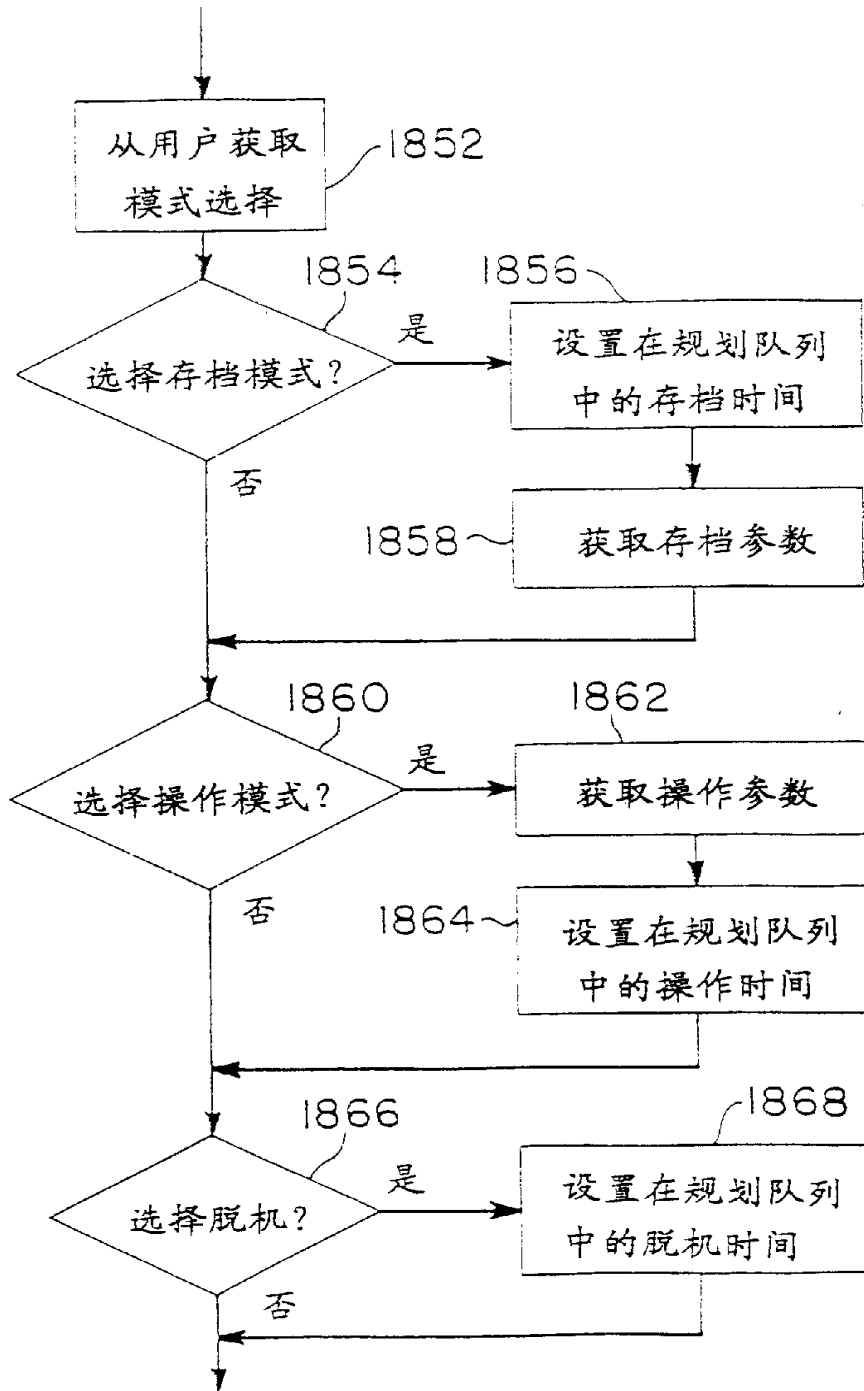 从用户获取
模式选择
1852
1854
选择存档模式?
是
否
1856
设置在规划队列
中的存档时间
1858
获取存档参数
1860
选择操作模式?
是
否
1862
获取操作参数
1864
设置在规划队列
中的操作时间
1866
选择脱机?
是
否
1868
设置在规划队列
中的脱机时间